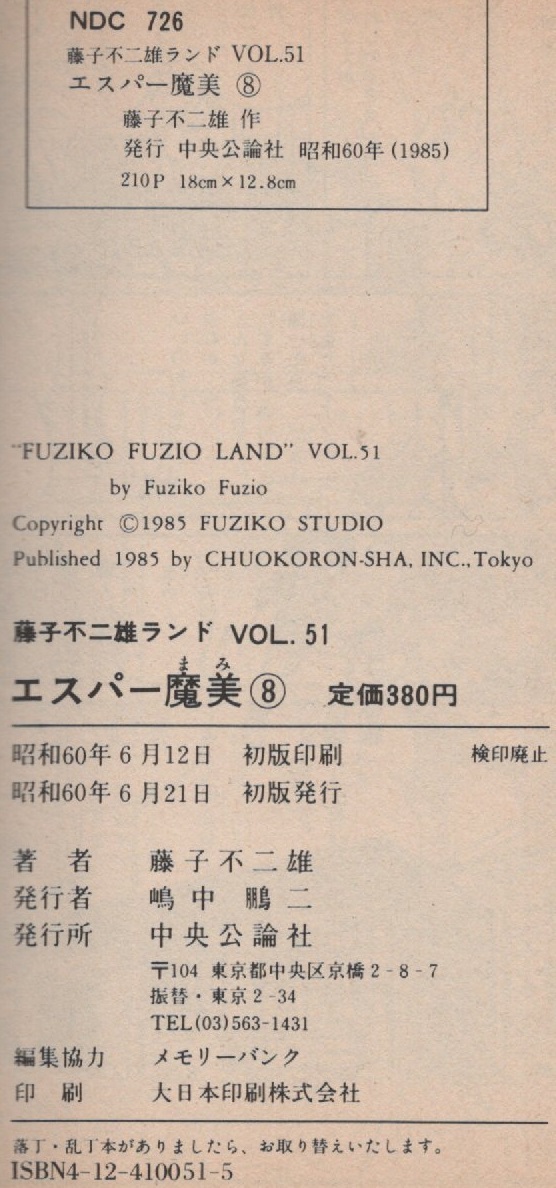 NDC 726
藤子不二雄ランド VOL.51
エスパー魔美 ⑧
藤子不二雄 作
発行 中央公論社 昭和60年(1985)
210P 18cm×12.8cm
"FUZIKO FUZIO LAND" VOL.51
by Fuziko Fuzio
Copyright ©1985 FUZIKO STUDIO
Published 1985 by CHUOKORON-SHA, INC., Tokyo
藤子不二雄ランド VOL. 51
まみ
エスパー魔美⑧ 定価380円
昭和60年6月12日 初版印刷 検印廃止
昭和60年6月21日 初版発行
著者 藤子不二雄
発行者 嶋中鵬二
発行所 中央公論社
〒104 東京都中央区京橋2-8-7
振替・東京2-34
TEL(03)563-1431
編集協力 メモリーバンク
印刷 大日本印刷株式会社
落丁・乱丁本がありましたら、お取り替えいたします。
ISBN4-12-410051-5